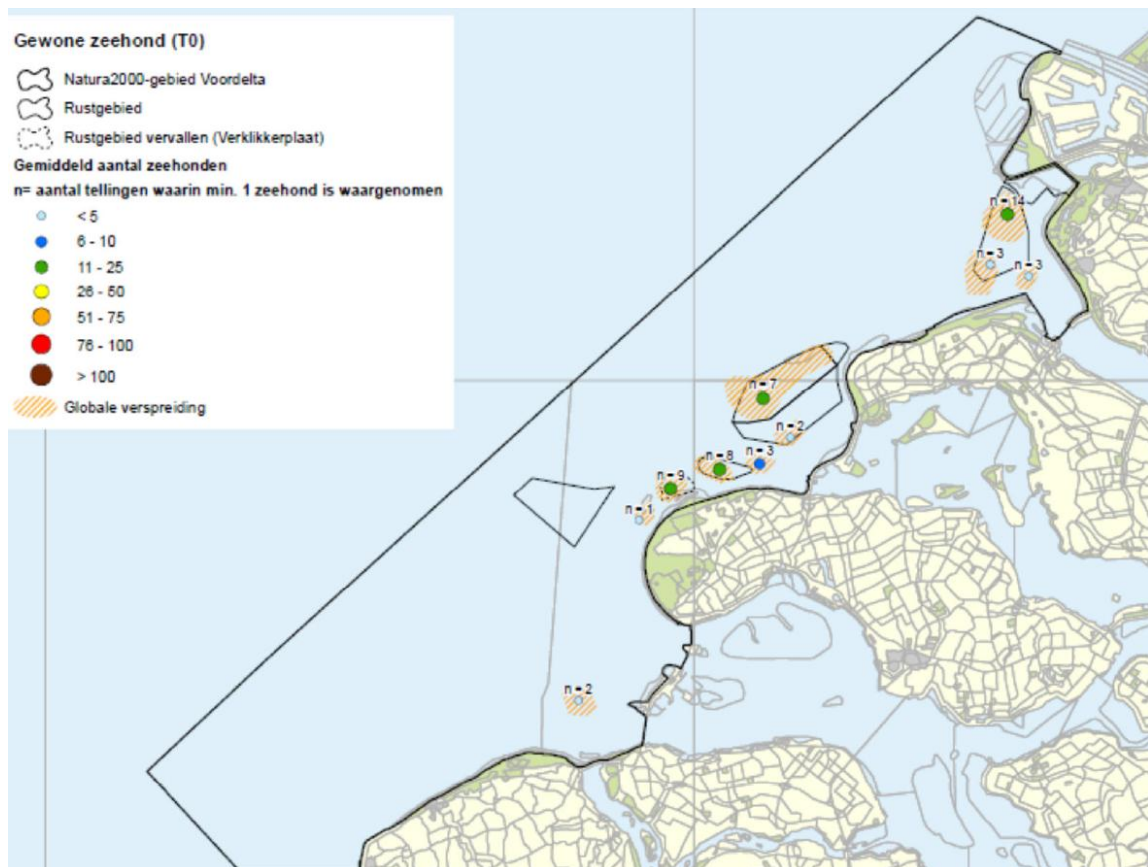 Gewone zeehond (T0)
Natura2000-gebied Voordelta
Rustgebied
Rustgebied vervallen (Verklikkerplaat)
Gemiddeld aantal zeehonden
n= aantal tellingen waarin min. 1 zeehond is waargenomen
< 5
6 - 10
11 - 25
26 - 50
51 - 75
76 - 100
> 100
Globale verspreiding
n = 14
n = 3
n = 3
n = 7
n = 2
n = 3
n = 8
n = 9
n = 1
n = 2